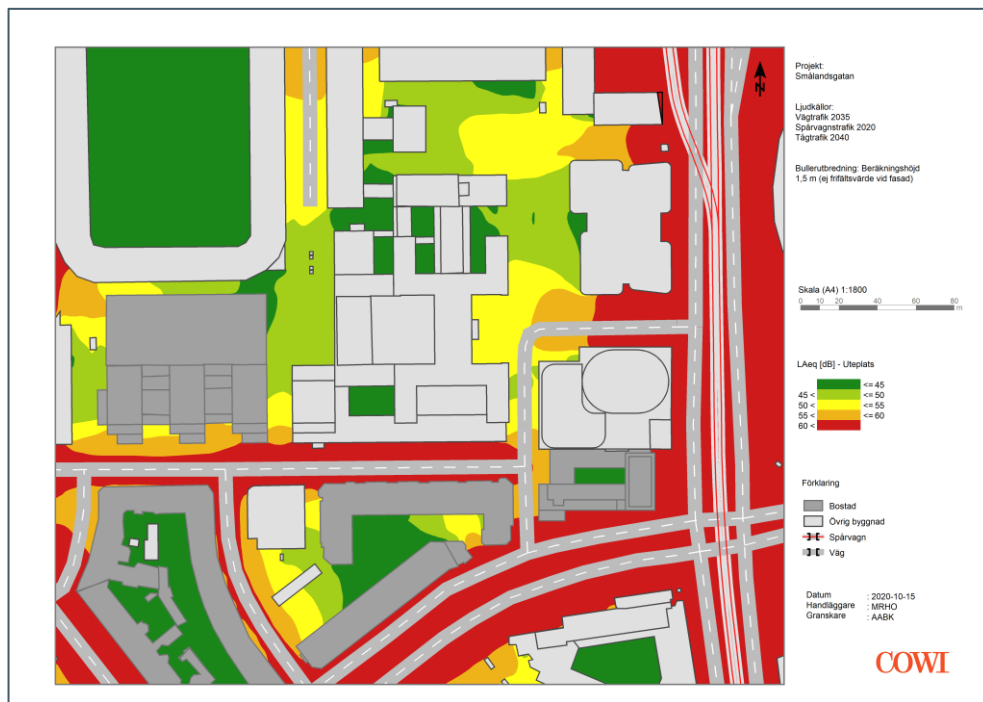 Projekt:
Smålandsgatan
N
Ljudkällor:
Vägtrafik 2035
Spårvagnstrafik 2020
Tågtrafik 2040
Bullerutbredning: Beräkningshöjd
1,5 m (ej frifältsvärde vid fasad)
Skala (A4) 1:1800
0 10 20 40 60 80
m
LAeq [dB] - Uteplats
<= 45
45 < <= 50
50 < <= 55
55 < <= 60
60 <
Förklaring
Bostad
Övrig byggnad
Spårvagn
Väg
Datum : 2020-10-15
Handläggare : MRHO
Granskare : AABK
COWI